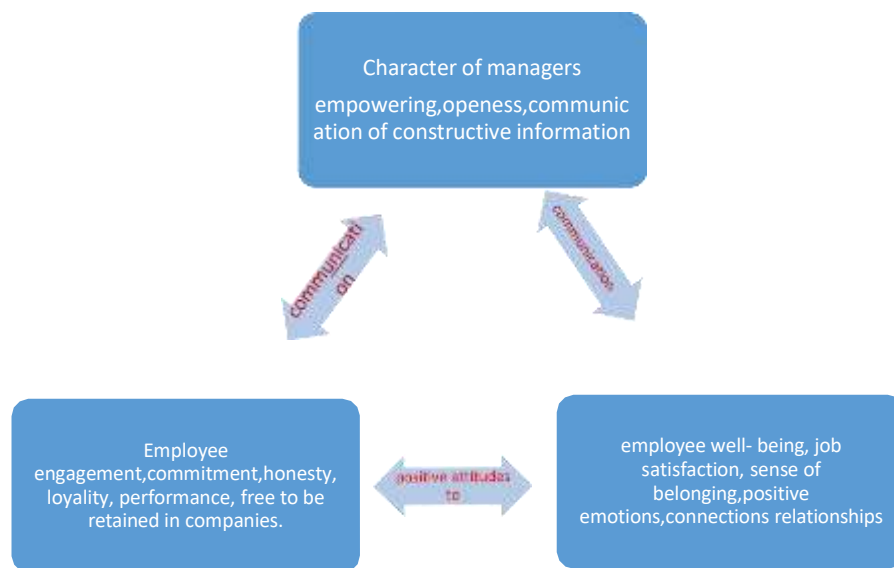 Character of managers
empowering,openess,communic
ation of constructive information
communicati
on
communication
Employee
engagement,commitment,honesty,
loyality, performance, free to be
retained in companies.
positive attitudes
to
employee well- being, job
satisfaction, sense of
belonging,positive
emotions,connections relationships